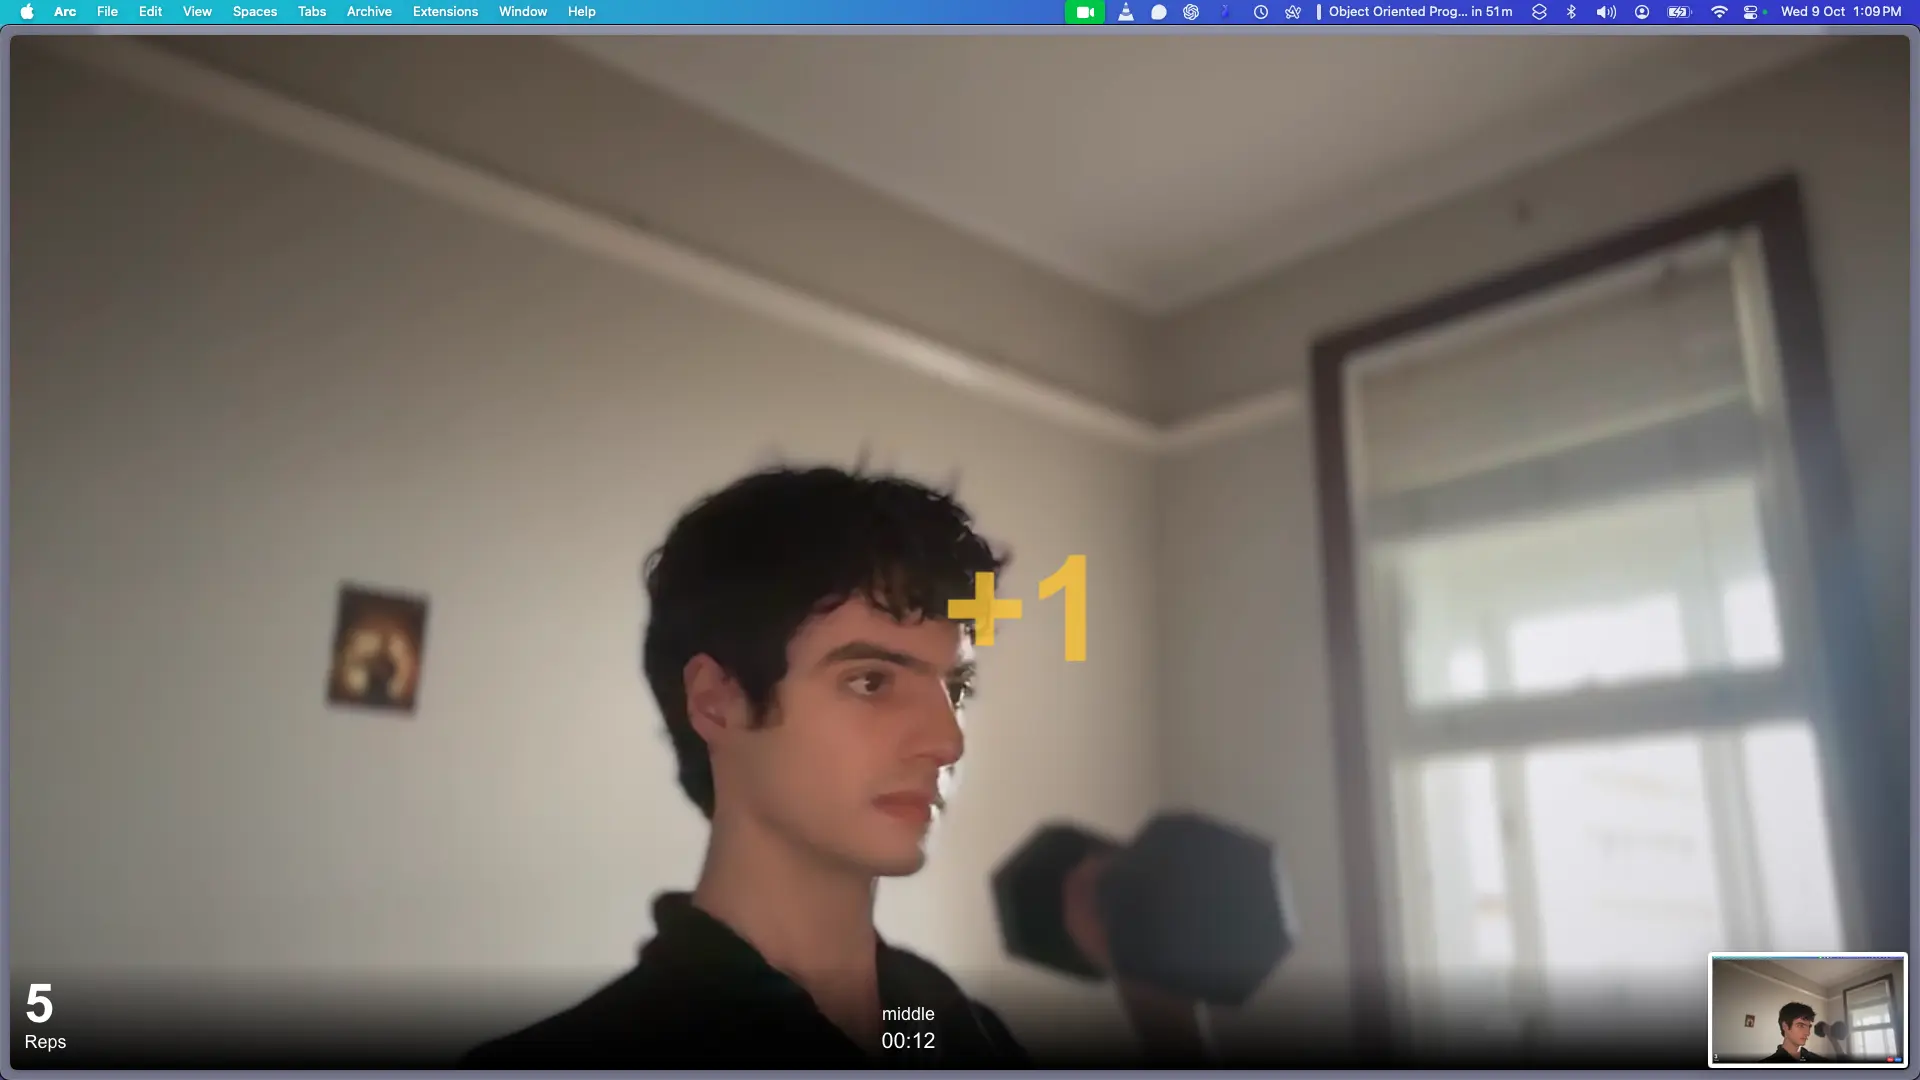 Arc File Edit View Spaces Tabs Archive Extensions Window Help Object Oriented Prog... in 51m Wed 9 Oct 1:09 PM
+1
5
Reps
middle
00:12